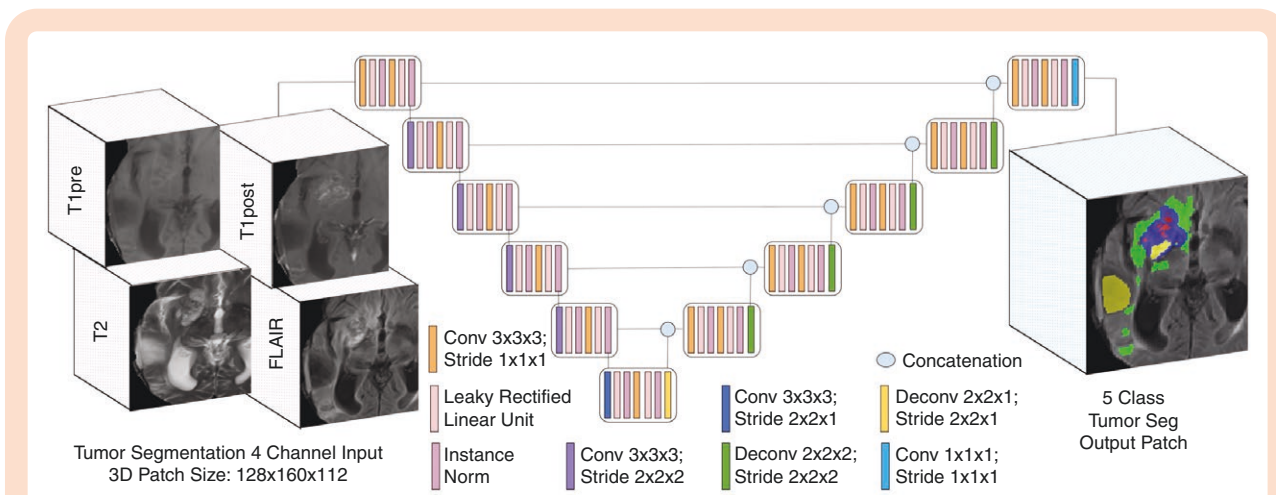 T1pre
T1post
T2
FLAIR
Tumor Segmentation 4 Channel Input
3D Patch Size: 128x160x112
Conv 3x3x3;
Stride 1x1x1
Leaky Rectified
Linear Unit
Instance
Norm
Conv 3x3x3;
Stride 2x2x2
Conv 3x3x3;
Stride 2x2x1
Deconv 2x2x2;
Stride 2x2x2
Concatenation
Deconv 2x2x1;
Stride 2x2x1
Conv 1x1x1;
Stride 1x1x1
5 Class
Tumor Seg
Output Patch